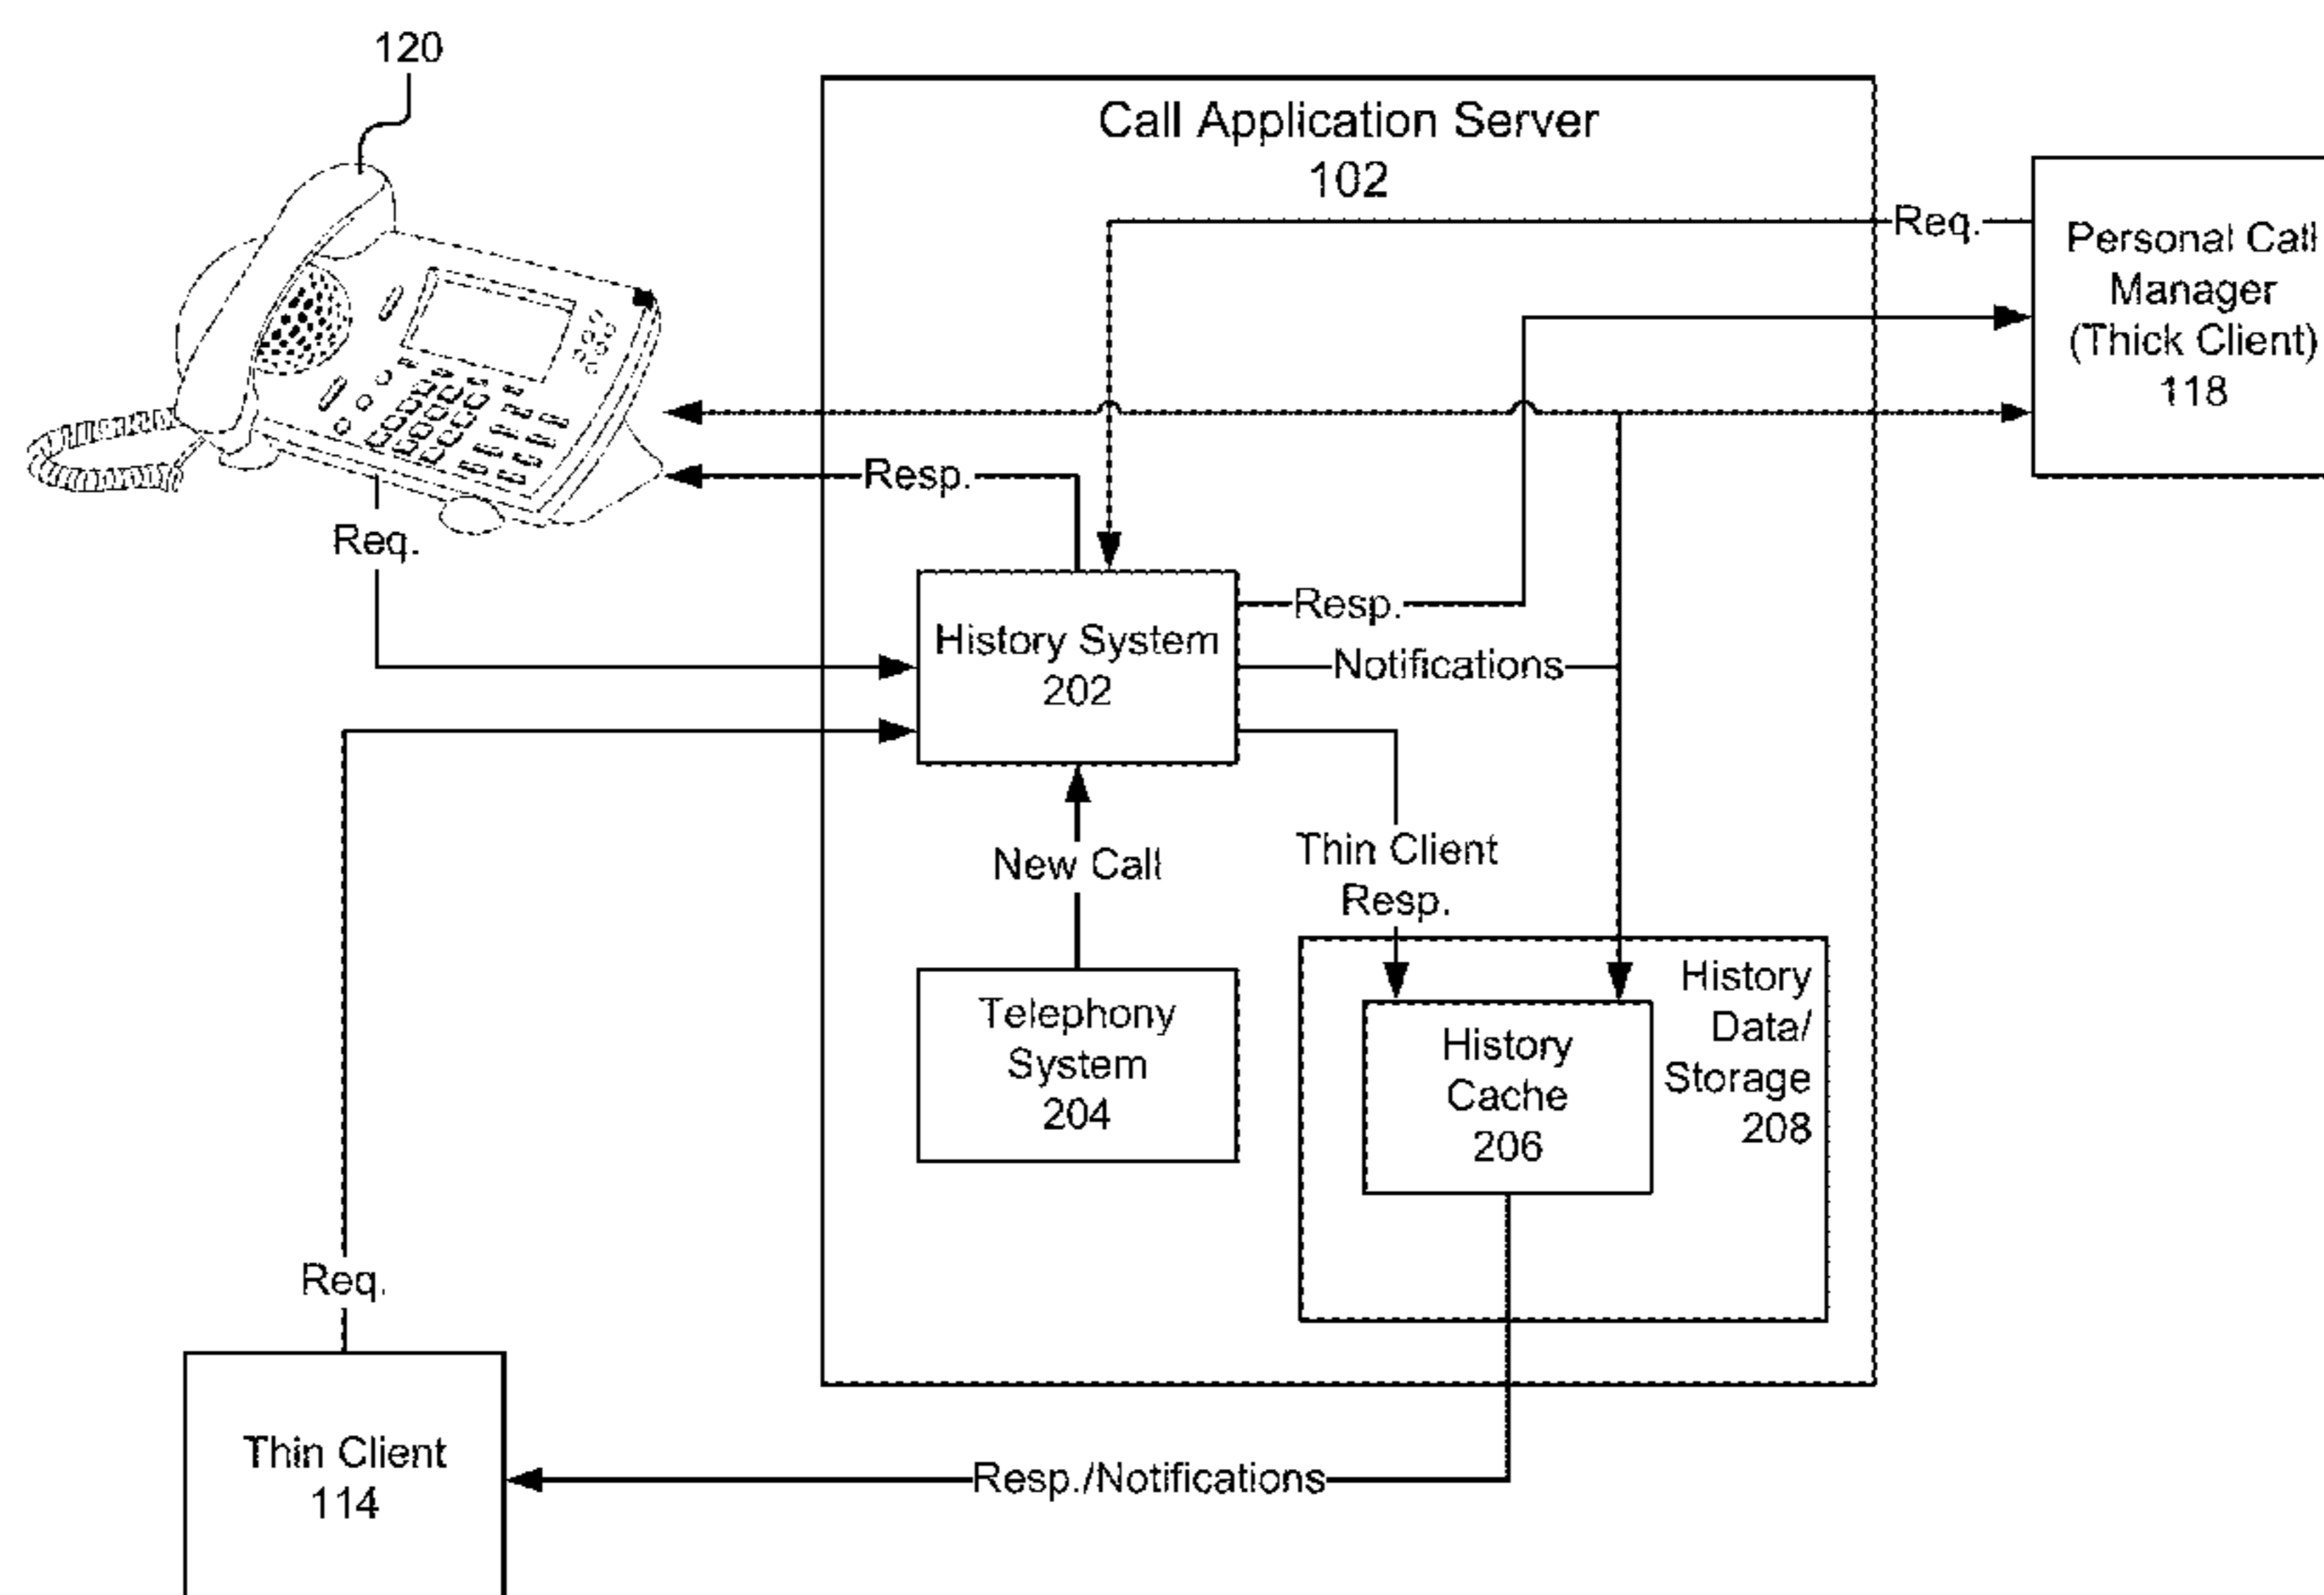 120
Call Application Server
102
Req.
Personal Call
Manager
(Thick Client)
118
Resp.
Req.
Resp.
History System
202
Notifications
New Call
Thin Client
Resp.
History
Data/
Storage
208
Telephony
System
204
History
Cache
206
Req.
Thin Client
114
Resp./Notifications